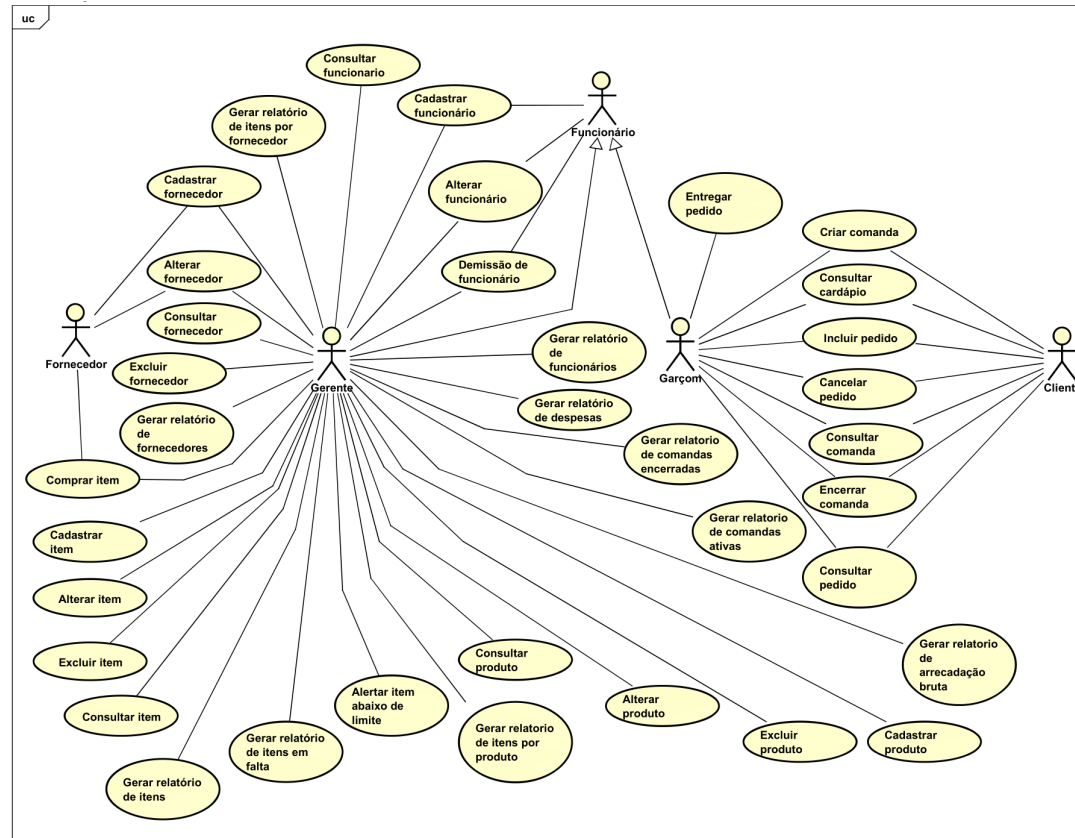 uc
Consultar
funcionario
Cadastrar
funcionário
Funcionário
Gerar relatório
de itens por
fornecedor
Cadastrar
fornecedor
Alterar
funcionário
Entregar
pedido
Criar comanda
Alterar
fornecedor
Demissão de
funcionário
Consultar
cardápio
Consultar
fornecedor
Incluir pedido
Fornecedor
Excluir
fornecedor
Gerente
Gerar relatório
de
funcionários
Garçom
Cancelar
pedido
Client
Gerar relatório
de
fornecedores
Gerar relatório
de despesas
Gerar relatorio
de comandas
encerradas
Consultar
comanda
Comprar item
Encerrar
comanda
Cadastrar
item
Gerar relatorio
de comandas
ativas
Consultar
pedido
Alterar item
Excluir item
Consultar
produto
Gerar relatorio
de
arrecadação
bruta
Consultar item
Alertar item
abaixo de
limite
Alterar
produto
Gerar relatório
de itens em
falta
Gerar relatorio
de itens por
produto
Excluir
produto
Cadastrar
produto
Gerar relatório
de itens